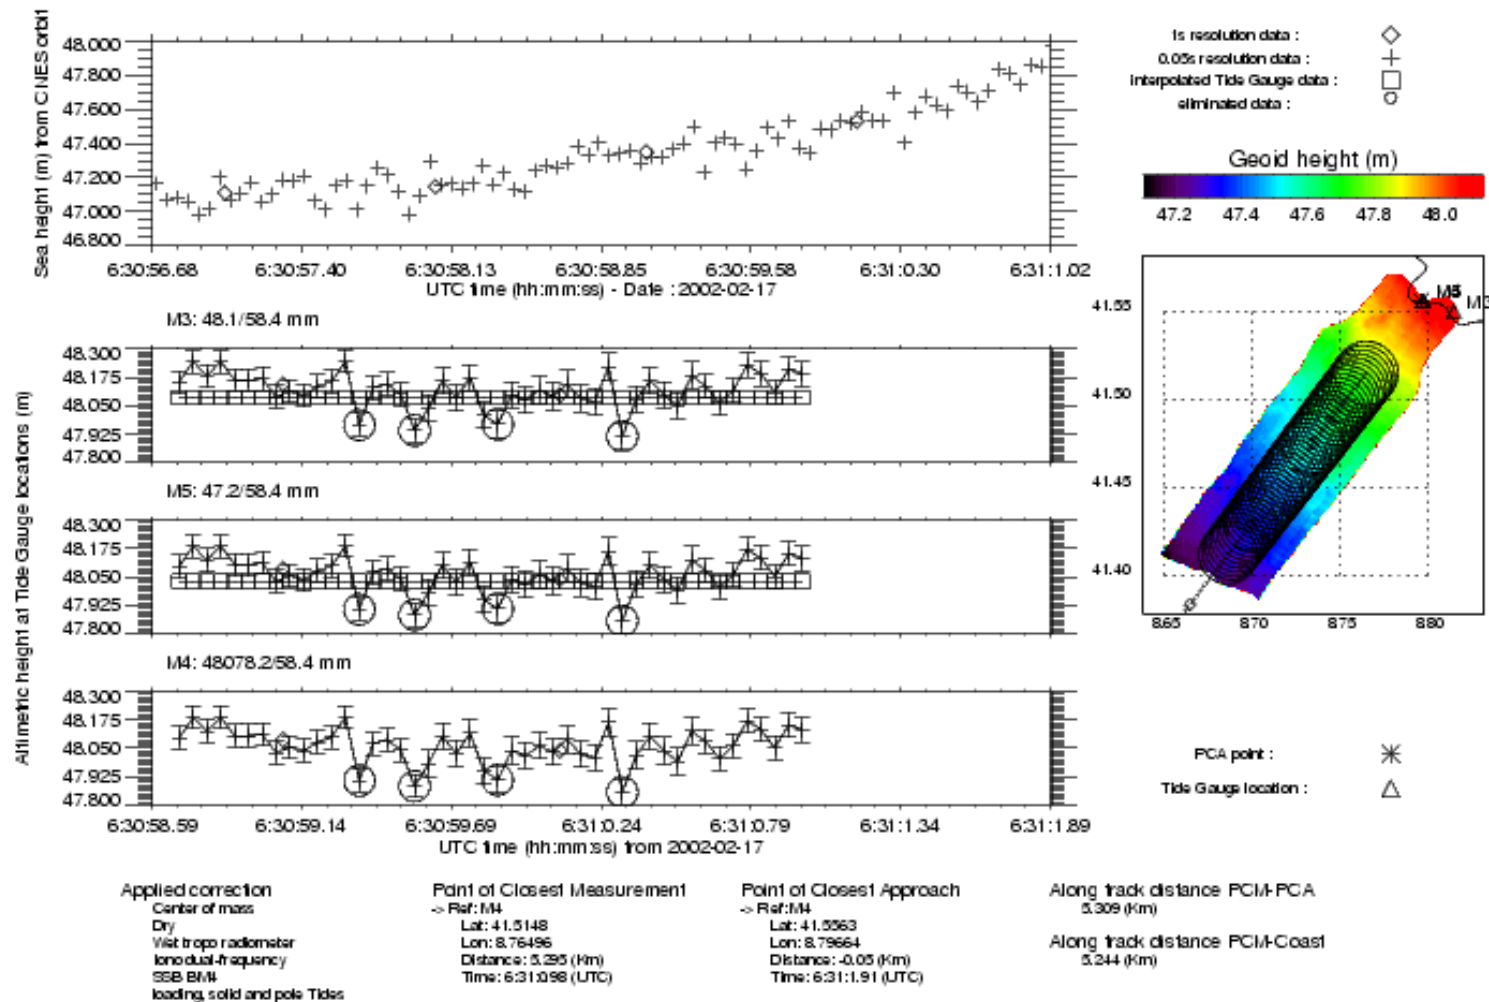 Sea height (m) from CNES orbit
48.000
47.800
47.600
47.400
47.200
47.000
46.800
6:30:56.68 6:30:57.40 6:30:58.13 6:30:58.85 6:30:59.58 6:31:0.30 6:31:1.02
UTC time (hh:mm:ss) - Date : 2002-02-17
1s resolution data :
0.05s resolution data :
interpolated Tide Gauge data :
eliminated data :
Geoid height (m)
47.2 47.4 47.6 47.8 48.0
M3
41.55
41.50
41.45
41.40
8.65 8.70 8.75 8.80
Altimetric height at Tide Gauge locations (m)
M3: 48.1/58.4 mm
48.300
48.175
48.050
47.925
47.800
M5: 47.2/58.4 mm
48.300
48.175
48.050
47.925
47.800
M4: 48078.2/58.4 mm
48.300
48.175
48.050
47.925
47.800
6:30:58.59 6:30:59.14 6:30:59.69 6:31:0.24 6:31:0.79 6:31:1.34 6:31:1.89
UTC time (hh:mm:ss) from 2002-02-17
PCA point :
Tide Gauge location :
Applied correction
Center of mass
Dry
Wet tropo radiometer
Iono dual-frequency
SSB BM4
loading, solid and pole Tides
Point of Closest Measurement
-> Ref: M4
Lat: 41.5148
Lon: 8.76496
Distance: 5.295 (Km)
Time: 6:31:0.98 (UTC)
Point of Closest Approach
-> Ref: M4
Lat: 41.5563
Lon: 8.79664
Distance: -0.05 (Km)
Time: 6:31:1.91 (UTC)
Along track distance PCM-PCA
5.309 (Km)
Along track distance PCM-Coast
5.244 (Km)